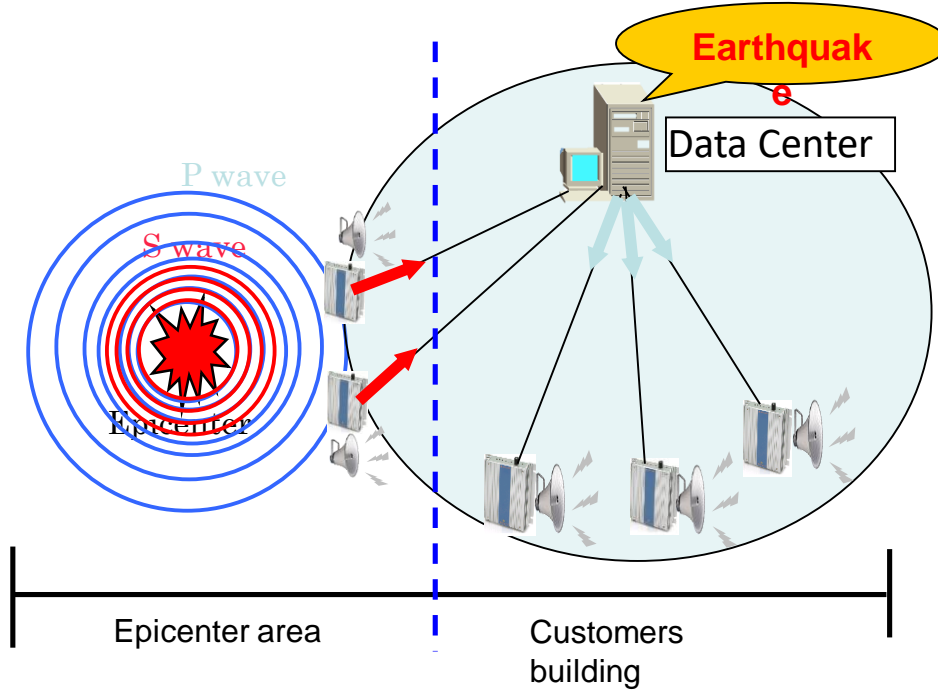 Earthquak
e
Data Center
P wave
S wave
Epicenter
Epicenter area
Customers
building